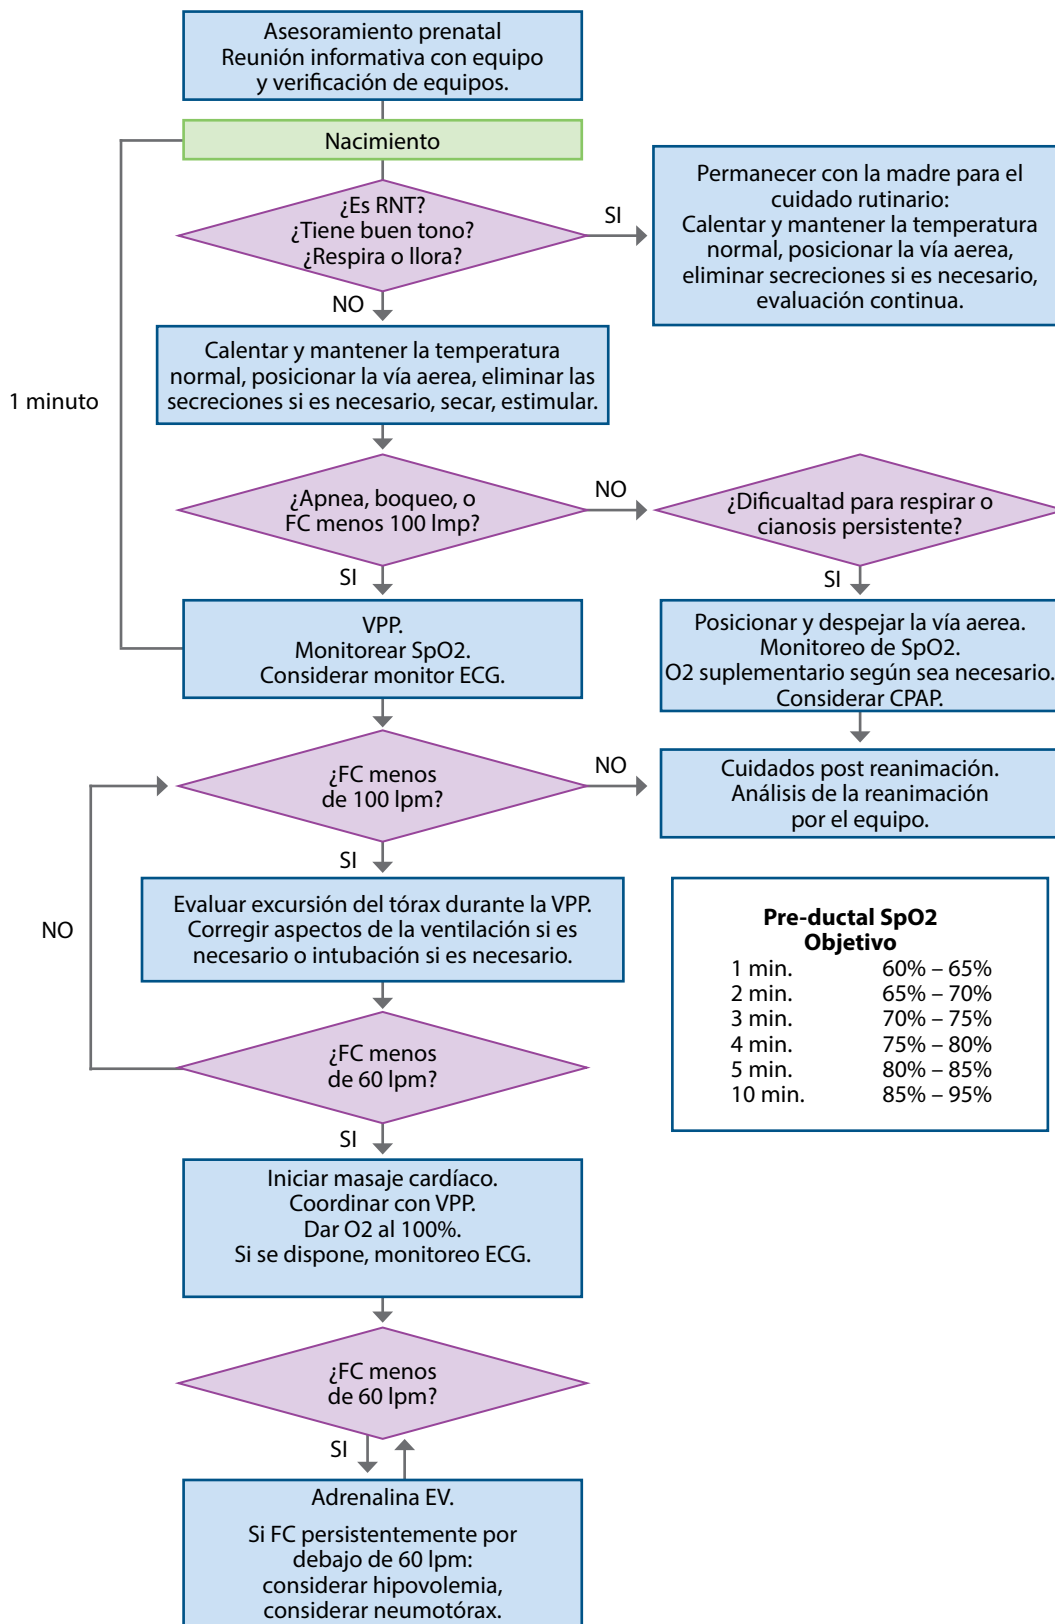 Asesoramiento prenatal
Reunión informativa con equipo
y verificación de equipos.
Nacimiento
¿Es RNT?
¿Tiene buen tono?
¿Respira o llora?
SI
Permanecer con la madre para el
cuidado rutinario:
Calentar y mantener la temperatura
normal, posicionar la vía aerea,
eliminar secreciones si es necesario,
evaluación continua.
NO
Calentar y mantener la temperatura
normal, posicionar la vía aerea, eliminar las
secreciones si es necesario, secar, estimular.
1 minuto
¿Apnea, boqueo, o
FC menos 100 lmp?
NO
¿Dificualtad para respirar o
cianosis persistente?
SI
SI
VPP.
Monitorear SpO2.
Considerar monitor ECG.
Posicionar y despejar la vía aerea.
Monitoreo de SpO2.
O2 suplementario según sea necesario.
Considerar CPAP.
¿FC menos
de 100 lpm?
NO
Cuidados post reanimación.
Análisis de la reanimación
por el equipo.
SI
Evaluar excursión del tórax durante la VPP.
Corregir aspectos de la ventilación si es
necesario o intubación si es necesario.
NO
Pre-ductal SpO2
Objetivo
1 min. 60% – 65%
2 min. 65% – 70%
3 min. 70% – 75%
4 min. 75% – 80%
5 min. 80% – 85%
10 min. 85% – 95%
¿FC menos
de 60 lpm?
SI
Iniciar masaje cardíaco.
Coordinar con VPP.
Dar O2 al 100%.
Si se dispone, monitoreo ECG.
¿FC menos
de 60 lpm?
SI
Adrenalina EV.
Si FC persistentemente por
debajo de 60 lpm:
considerar hipovolemia,
considerar neumotórax.